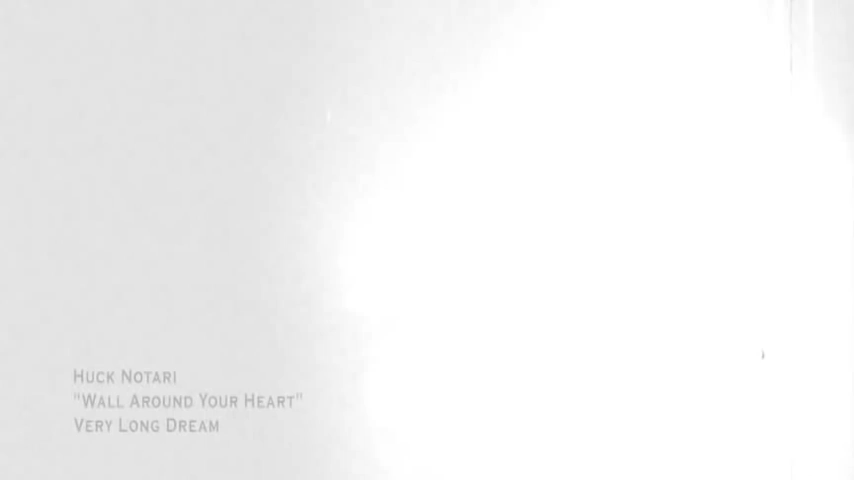 HUCK NOTARI
"WALL AROUND YOUR HEART"
VERY LONG DREAM